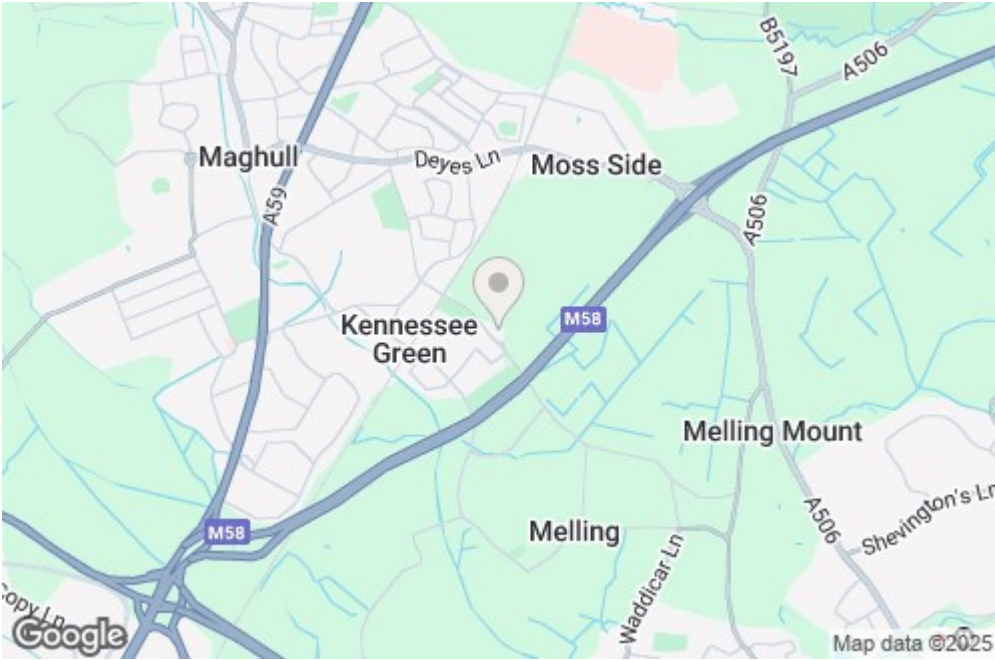 B5197
A506
Maghull
Deyes Ln
Moss Side
A59
A506
Kennessee
Green
M58
Melling Mount
A506
Shevington's Ln
M58
Melling
Waddicar Ln
Copy Ln
Google
Map data ©2025